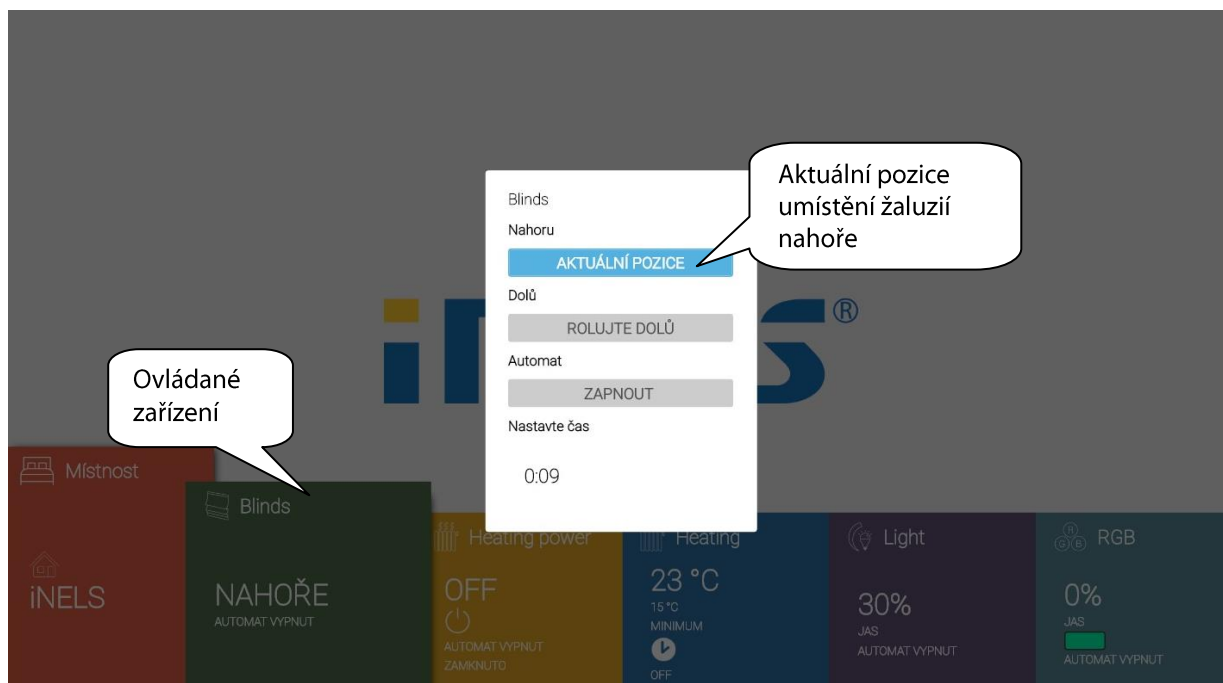 Aktuální pozice
umístění žaluzií
nahoře
Blinds
Nahoru
AKTUÁLNÍ POZICE
Dolů
ROLUJTE DOLŮ
Automat
ZAPNOUT
Nastavte čas
0:09
®
Ovládané
zařízení
Místnost
iNELS
Blinds
NAHOŘE
AUTOMAT VYPNUT
Heating power
OFF
AUTOMAT VYPNUT
ZAMKNUTO
Heating
23 °C
15 °C
MINIMUM
OFF
Light
30%
JAS
AUTOMAT VYPNUT
R
G B
RGB
0%
JAS
AUTOMAT VYPNUT